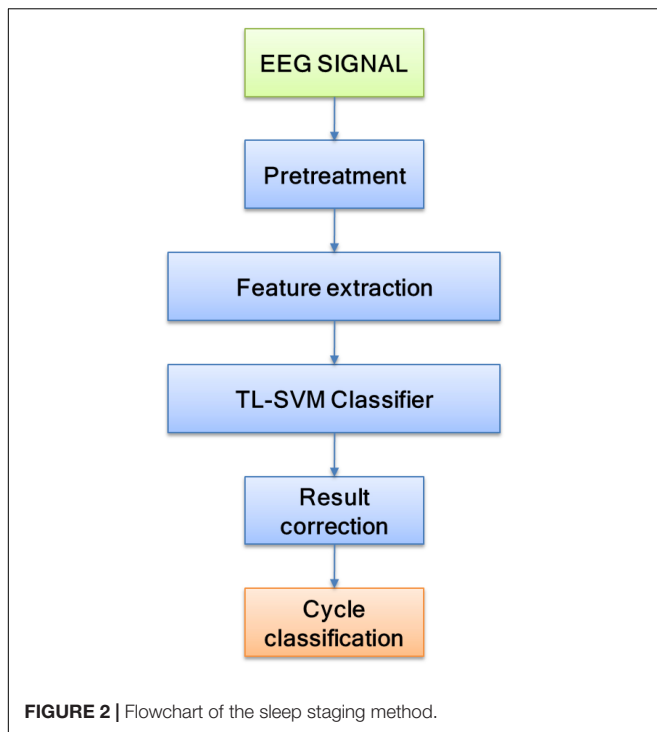 EEG SIGNAL
Pretreatment
Feature extraction
TL-SVM Classifier
Result
correction
Cycle
classification
FIGURE 2 | Flowchart of the sleep staging method.